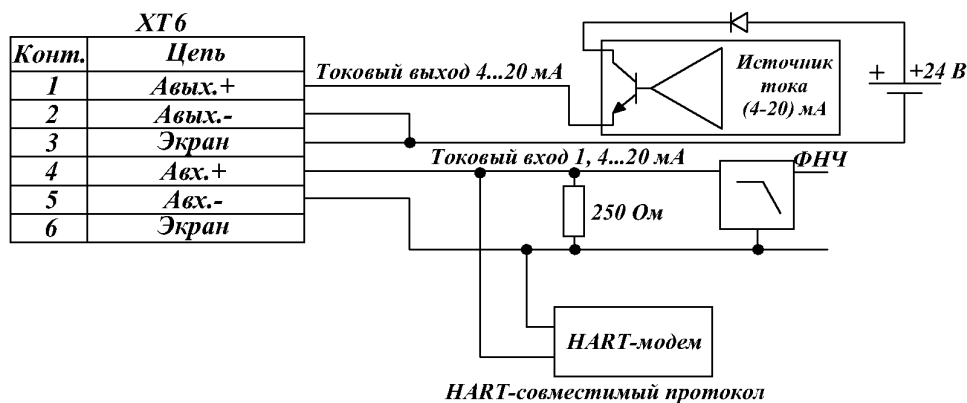 XT6
Конт. Цепь
1 Авых.+
2 Авых.-
3 Экран
4 Авх.+
5 Авх.-
6 Экран
Токовый выход 4...20 мА
Источник
тока
(4-20) мА
+ +24 В
Токовый вход 1, 4...20 мА
ФНЧ
250 Ом
HART-модем
HART-совместимый протокол